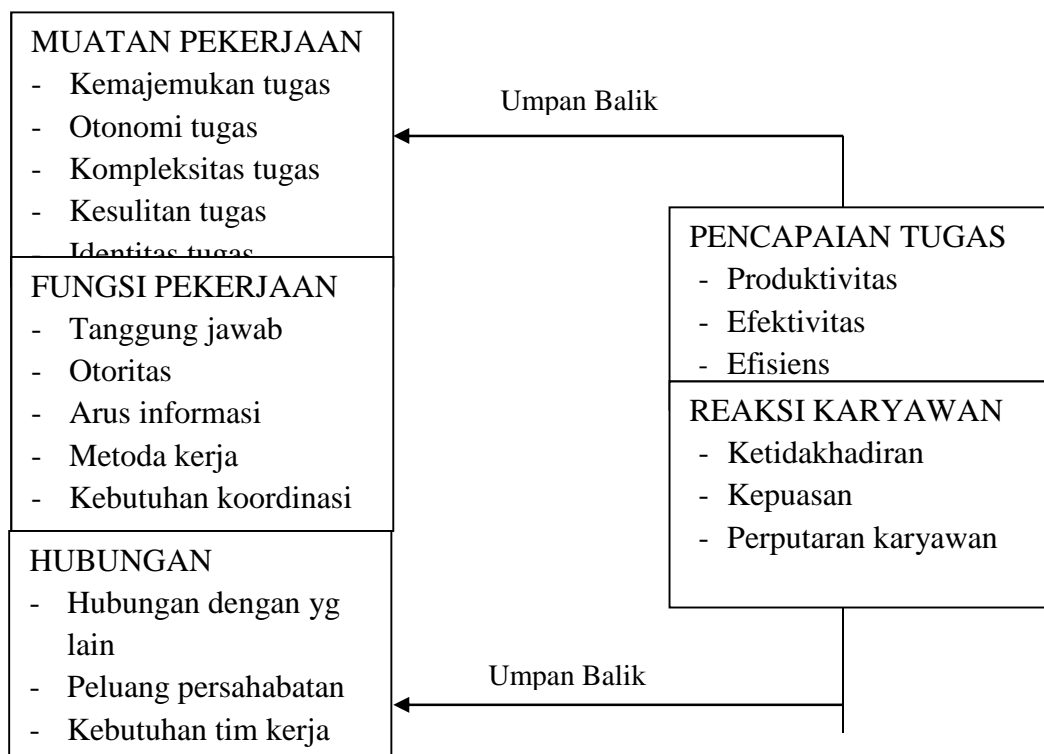 MUATAN PEKERJAAN
- Kemajemukan tugas
- Otonomi tugas
- Kompleksitas tugas
- Kesulitan tugas
- Identitas tugas
FUNGSI PEKERJAAN
- Tanggung jawab
- Otoritas
- Arus informasi
- Metoda kerja
- Kebutuhan koordinasi
HUBUNGAN
- Hubungan dengan yg
lain
- Peluang persahabatan
- Kebutuhan tim kerja
Umpan Balik
PENCAPAIAN TUGAS
- Produktivitas
- Efektivitas
- Efisiens
REAKSI KARYAWAN
- Ketidakhadiran
- Kepuasan
- Perputaran karyawan
Umpan Balik